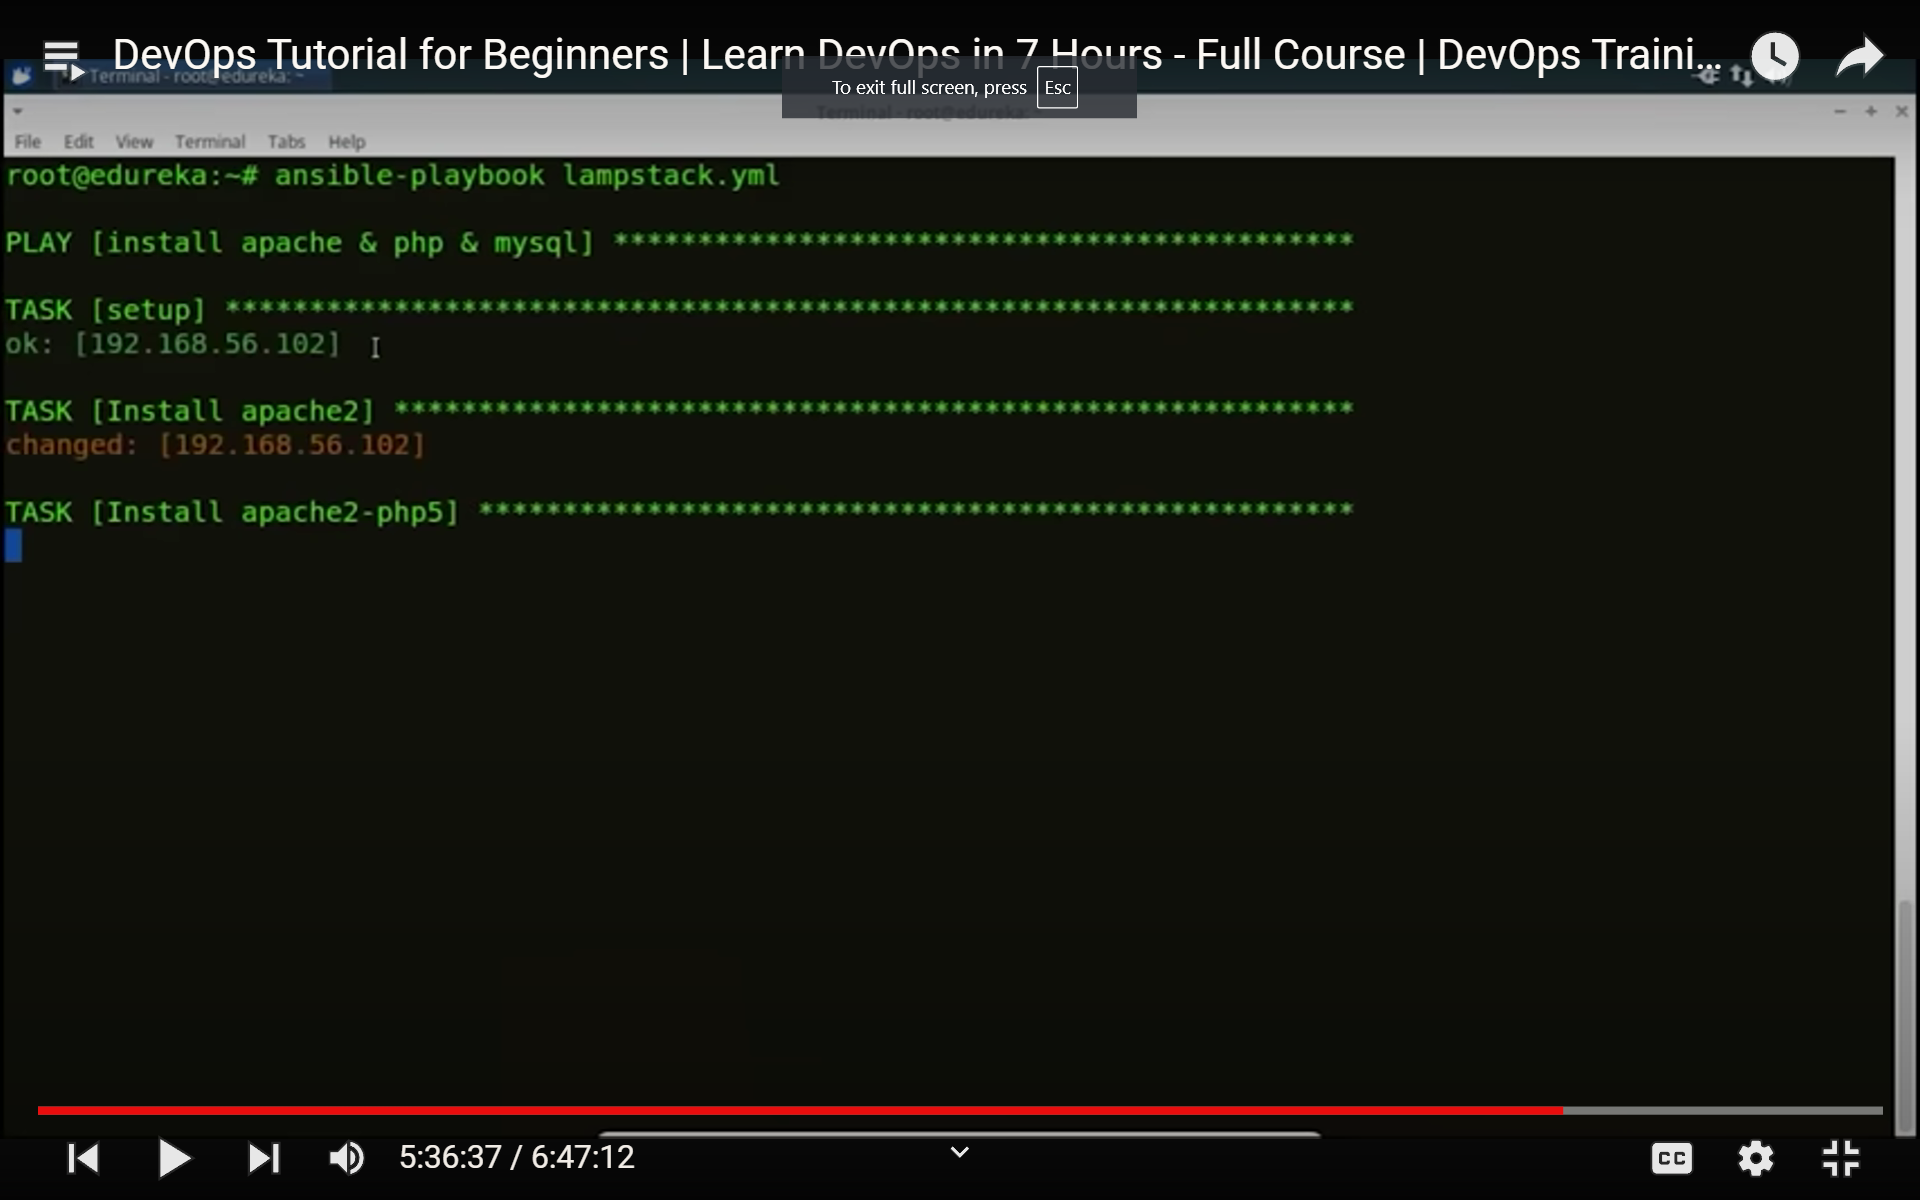 DevOps Tutorial for Beginners | Learn DevOps in 7 Hours - Full Course | DevOps Traini...
Terminal - root@edureka: ~
To exit full screen, press Esc
Terminal - root@edureka: ~
File Edit View Terminal Tabs Help
root@edureka:~# ansible-playbook lampstack.yml
PLAY [install apache & php & mysql] ********************************************
TASK [setup] *******************************************************************
ok: [192.168.56.102]
TASK [Install apache2] *********************************************************
changed: [192.168.56.102]
TASK [Install apache2-php5] ****************************************************
5:36:37 / 6:47:12
CC